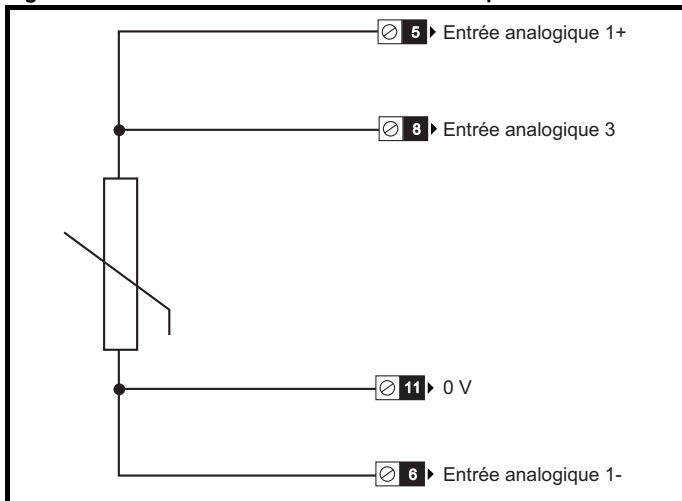 5 Entrée analogique 1+
8 Entrée analogique 3
11 0 V
6 Entrée analogique 1-